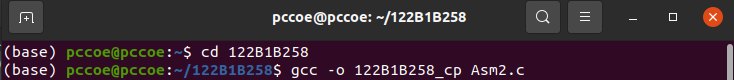 pccoe@pccoe: ~/122B1B258
(base) pccoe@pccoe:~$ cd 122B1B258
(base) pccoe@pccoe:~/122B1B258$ gcc -o 122B1B258_cp Asm2.c